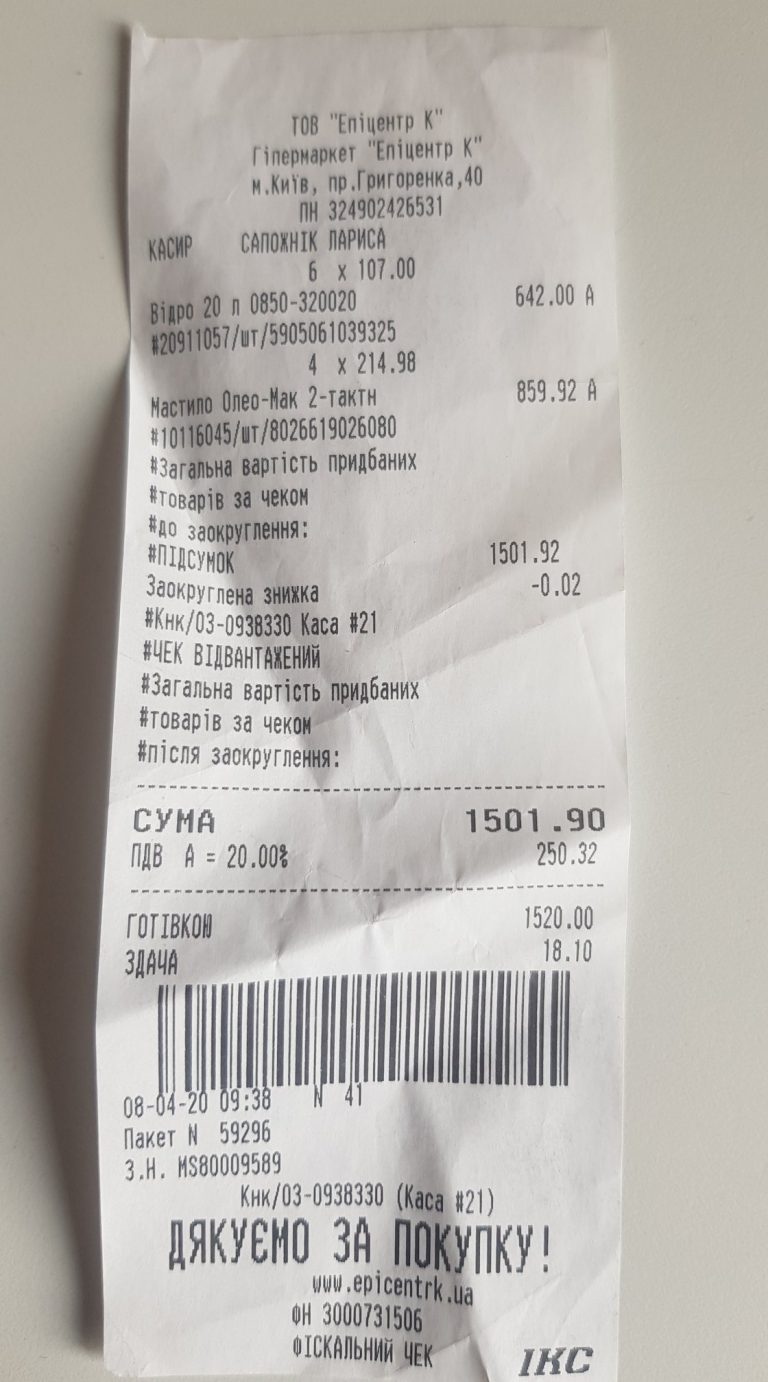 ТОВ "Епіцентр К"
Гіпермаркет "Епіцентр К"
м.Київ, пр.Григоренка,40
ПН 324902426531
КАСИР САПОЖНІК ЛАРИСА
6 x 107.00
Відро 20 л 0850-320020 642.00 А
#20911057/шт/5905061039325
4 x 214.98
Мастило Олео-Мак 2-тактн 859.92 А
#10116045/шт/8026619026080
#Загальна вартість придбаних
#товарів за чеком
#до заокруглення:
#ПІДСУМОК 1501.92
Заокруглена знижка -0.02
#Кнк/03-0938330 Каса #21
#ЧЕК ВІДВАНТАЖЕНИЙ
#Загальна вартість придбаних
#товарів за чеком
#після заокруглення:
СУМА 1501.90
ПДВ А = 20.00% 250.32
ГОТІВКОЮ 1520.00
ЗДАЧА 18.10
08-04-20 09:38 N 41
Пакет N 59296
З.Н. MS80009589
Кнк/03-0938330 (Каса #21)
ДЯКУЄМО ЗА ПОКУПКУ!
www.epicentrk.ua
ФН 3000731506
ФІСКАЛЬНИЙ ЧЕК ІКС